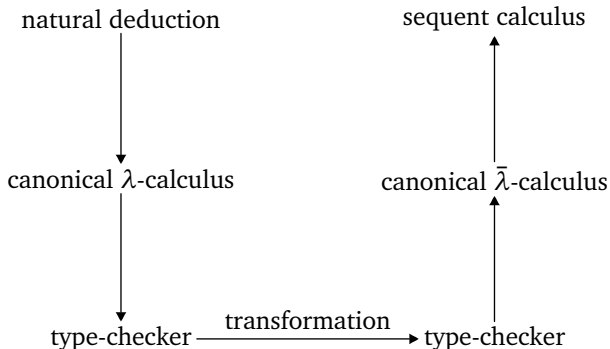 natural deduction
sequent calculus
canonical λ-calculus
canonical λ̄-calculus
type-checker
transformation
type-checker